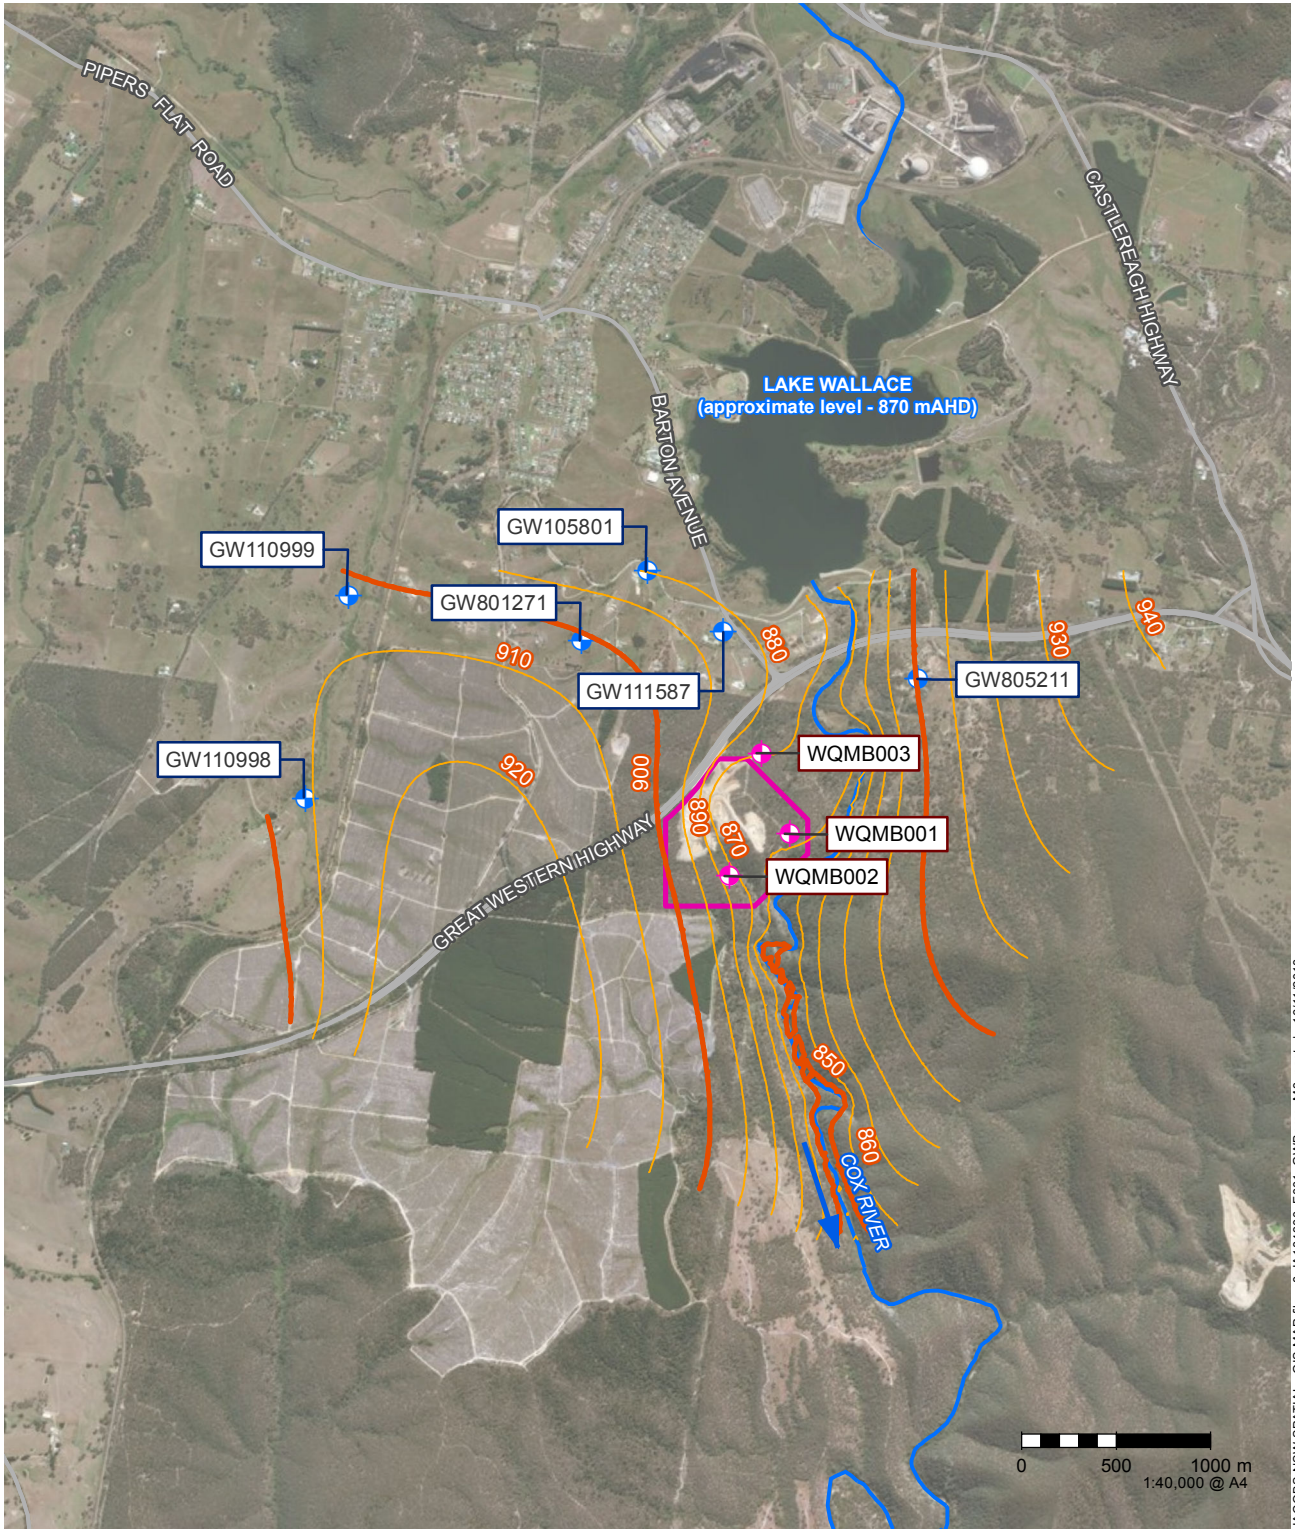 PIPERS FLAT ROAD
CASTLEREAGH HIGHWAY
LAKE WALLACE
(approximate level - 870 mAHD)
BARTON AVENUE
GW105801
GW110999
GW801271
880
930
940
910
GW111587
GW805211
GW110998
WQMB003
920
900
890
870
WQMB001
WQMB002
GREAT WESTERN HIGHWAY
850
860
COX RIVER
0 500 1000 m
1:40,000 @ A4